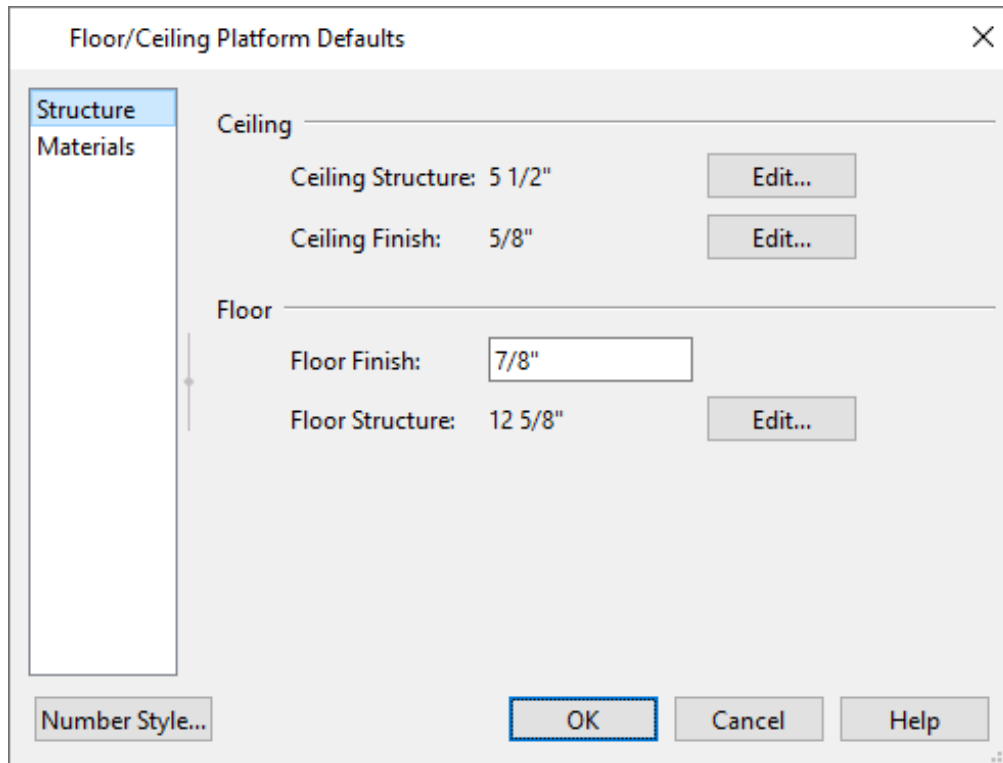 Floor/Ceiling Platform Defaults
Structure
Materials
Ceiling
Ceiling Structure: 5 1/2" Edit...
Ceiling Finish: 5/8" Edit...
Floor
Floor Finish: 7/8"
Floor Structure: 12 5/8" Edit...
Number Style... OK Cancel Help